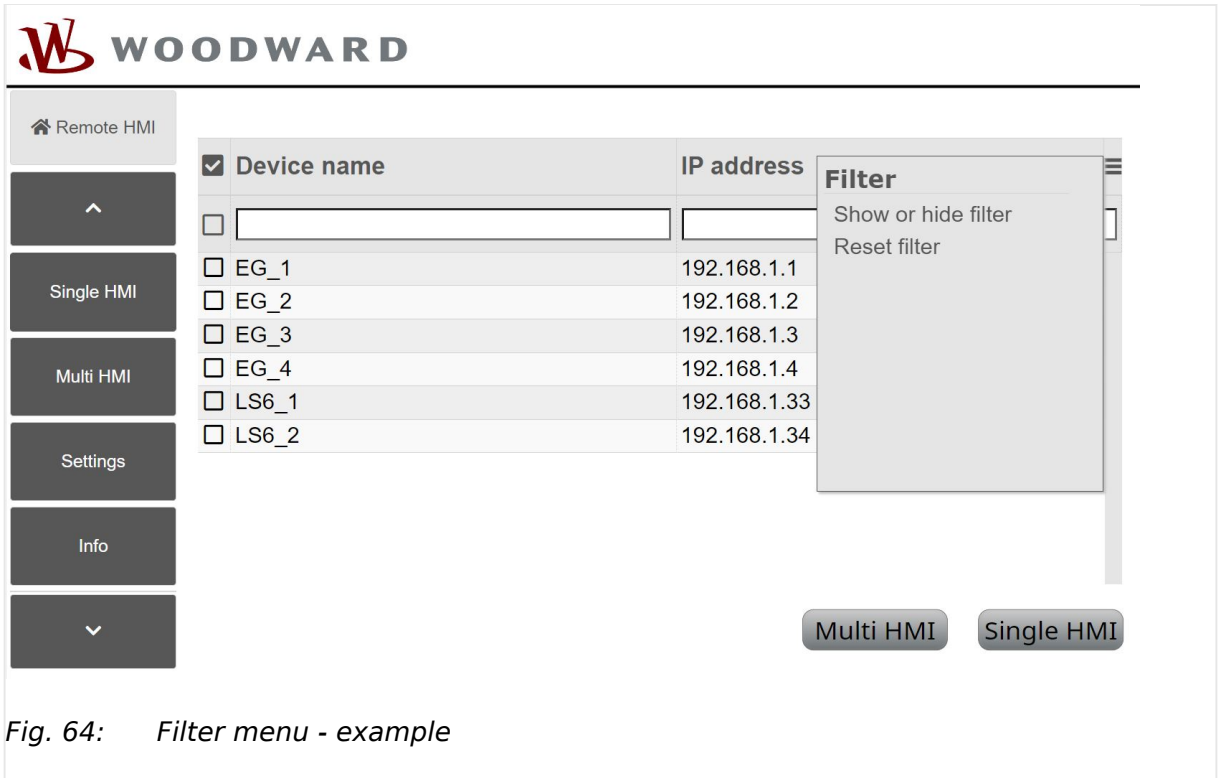 WOODWARD
Remote HMI
Single HMI
Multi HMI
Settings
Info
Device name IP address
EG_1 192.168.1.1
EG_2 192.168.1.2
EG_3 192.168.1.3
EG_4 192.168.1.4
LS6_1 192.168.1.33
LS6_2 192.168.1.34
Filter
Show or hide filter
Reset filter
Multi HMI Single HMI
Fig. 64: Filter menu - example